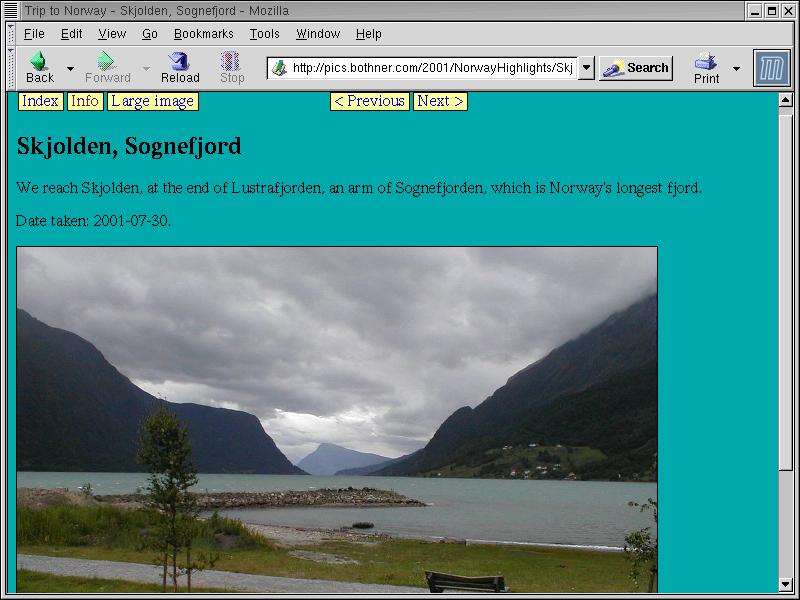 Trip to Norway - Skjolden, Sognefjord - Mozilla
File Edit View Go Bookmarks Tools Window Help
Back Forward Reload Stop http://pics.bothner.com/2001/NorwayHighlights/Skj Search Print
Index Info Large image < Previous Next >
Skjolden, Sognefjord
We reach Skjolden, at the end of Lustrafjorden, an arm of Sognefjorden, which is Norway's longest fjord.
Date taken: 2001-07-30.